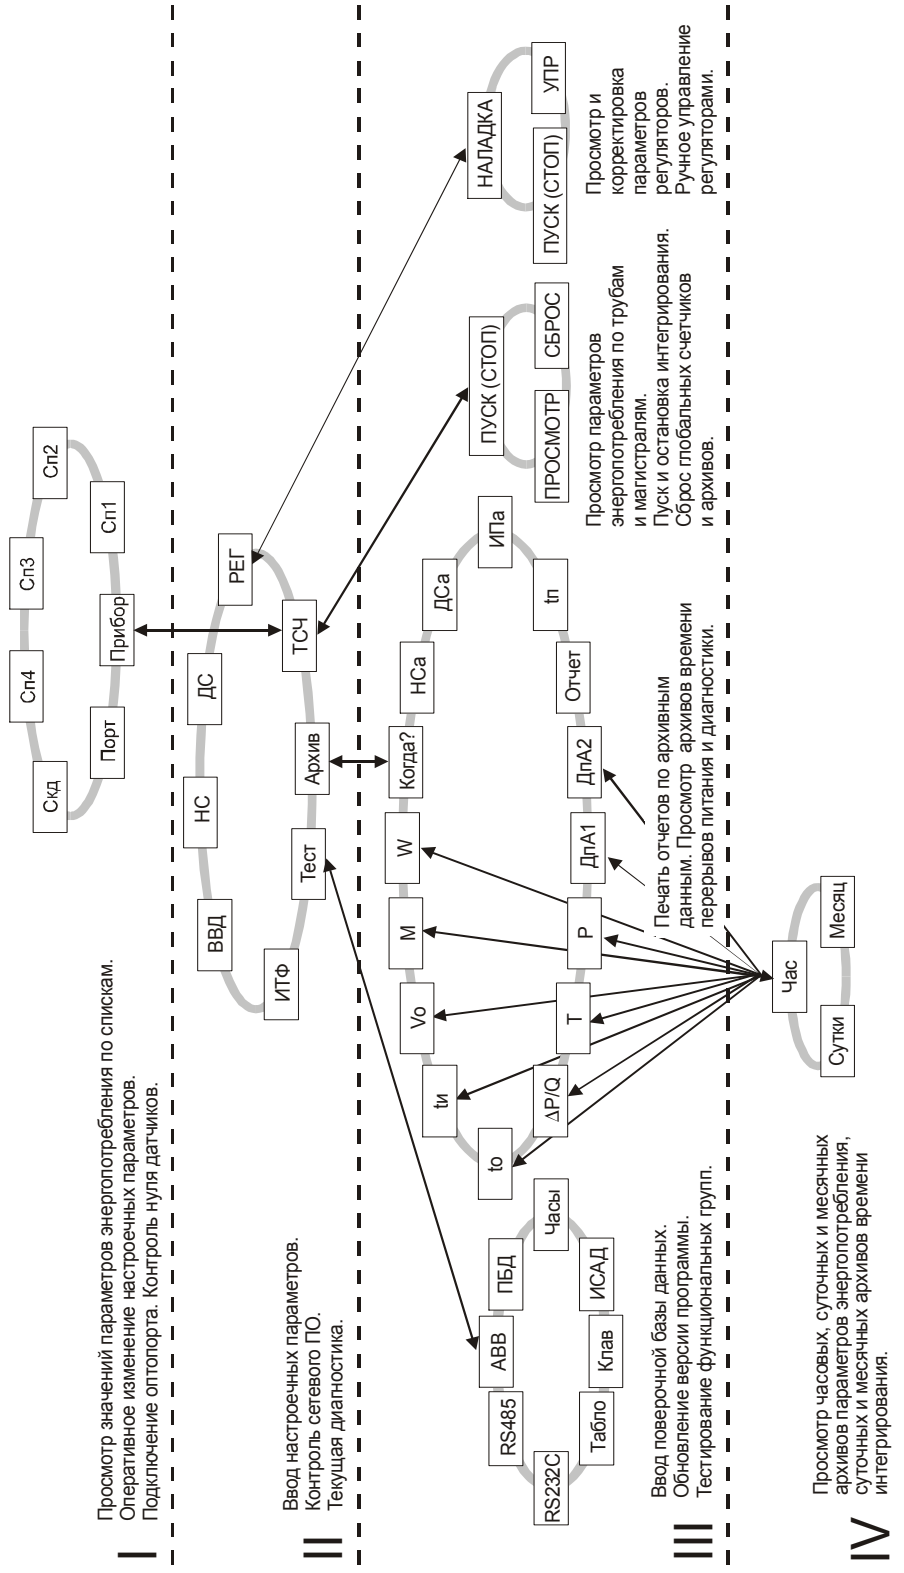 I
Просмотр значений параметров энергопотребления по спискам.
Оперативное изменение настроечных параметров.
Подключение оптопорта. Контроль нуля датчиков.
Скд
Сп4
Сп3
Сп2
Порт
Прибор
Сп1
II
Ввод настроечных параметров.
Контроль сетевого ПО.
Текущая диагностика.
ВВД
НС
ДС
РЕГ
ИТФ
Тест
Архив
ТСЧ
III
Ввод поверочной базы данных.
Обновление версии программы.
Тестирование функциональных групп.
RS485
АВВ
ПБД
RS232C
Часы
Табло
Клав
ИСАД
tи
Vo
М
W
Когда?
НСа
ДСа
to
ИПа
ΔP/Q
Т
Р
ДпА1
ДпА2
Отчет
tп
Печать отчетов по архивным
данным. Просмотр архивов времени
перерывов питания и диагностики.
ПУСК (СТОП)
ПРОСМОТР
СБРОС
Просмотр параметров
энергопотребления по трубам
и магистралям.
Пуск и остановка интегрирования.
Сброс глобальных счетчиков
и архивов.
НАЛАДКА
ПУСК (СТОП)
УПР
Просмотр и
корректировка
параметров
регуляторов.
Ручное управление
регуляторами.
IV
Просмотр часовых, суточных и месячных
архивов параметров энергопотребления,
суточных и месячных архивов времени
интегрирования.
Час
Сутки
Месяц